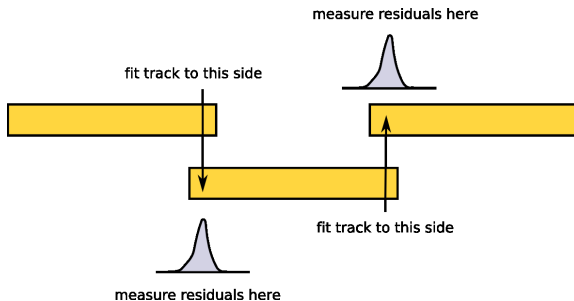 measure residuals here
fit track to this side
fit track to this side
measure residuals here